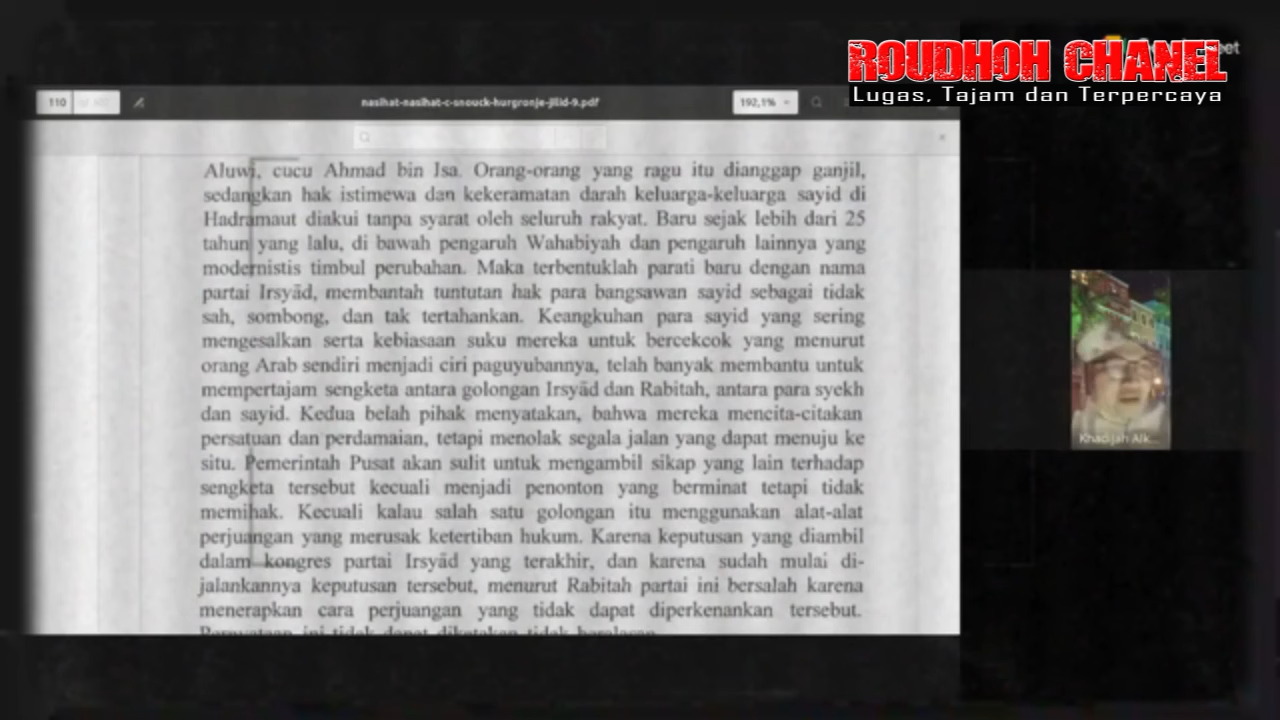 ROUDHOH CHANEL
Lugas, Tajam dan Terpercaya
110
nasihat-nasihat-c-snouck-hurgronje-jilid-9.pdf
192,1%
Aluwi, cucu Ahmad bin Isa. Orang-orang yang ragu itu dianggap ganjil,
sedangkan hak istimewa dan kekeramatan darah keluarga-keluarga sayid di
Hadramaut diakui tanpa syarat oleh seluruh rakyat. Baru sejak lebih dari 25
tahun yang lalu, di bawah pengaruh Wahabiyah dan pengaruh lainnya yang
modernistis timbul perubahan. Maka terbentuklah parati baru dengan nama
partai Irsyād, membantah tuntutan hak para bangsawan sayid sebagai tidak
sah, sombong, dan tak tertahankan. Keangkuhan para sayid yang sering
mengesalkan serta kebiasaan suku mereka untuk bercekcok yang menurut
orang Arab sendiri menjadi ciri paguyubannya, telah banyak membantu untuk
mempertajam sengketa antara golongan Irsyād dan Rabitah, antara para syekh
dan sayid. Kedua belah pihak menyatakan, bahwa mereka mencita-citakan
persatuan dan perdamaian, tetapi menolak segala jalan yang dapat menuju ke
situ. Pemerintah Pusat akan sulit untuk mengambil sikap yang lain terhadap
sengketa tersebut kecuali menjadi penonton yang berminat tetapi tidak
memihak. Kecuali kalau salah satu golongan itu menggunakan alat-alat
perjuangan yang merusak ketertiban hukum. Karena keputusan yang diambil
dalam kongres partai Irsyād yang terakhir, dan karena sudah mulai di-
jalankannya keputusan tersebut, menurut Rabitah partai ini bersalah karena
menerapkan cara perjuangan yang tidak dapat diperkenankan tersebut.
Pernyataan ini tidak dapat dikatakan tidak beralasan
Khadijah Alk...